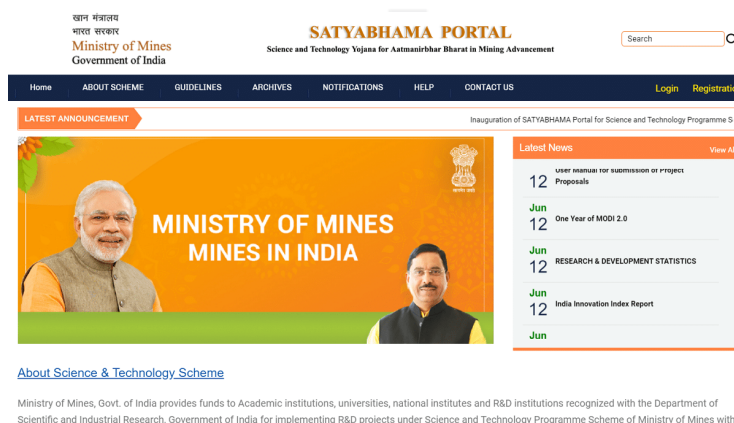 खान मंत्रालय
भारत सरकार
Ministry of Mines
Government of India
SATYABHAMA PORTAL
Science and Technology Yojana for Aatmanirbhar Bharat in Mining Advancement
Search
Home ABOUT SCHEME GUIDELINES ARCHIVES NOTIFICATIONS HELP CONTACT US Login Registratio
LATEST ANNOUNCEMENT
Inauguration of SATYABHAMA Portal for Science and Technology Programme S
MINISTRY OF MINES
MINES IN INDIA
Latest News
View Al
12 User Manual for submission of Project
Proposals
Jun
12 One Year of MODI 2.0
Jun
12 RESEARCH & DEVELOPMENT STATISTICS
Jun
12 India Innovation Index Report
Jun
About Science & Technology Scheme
Ministry of Mines, Govt. of India provides funds to Academic institutions, universities, national institutes and R&D institutions recognized with the Department of
Scientific and Industrial Research, Government of India for implementing R&D projects under Science and Technology Programme Scheme of Ministry of Mines with